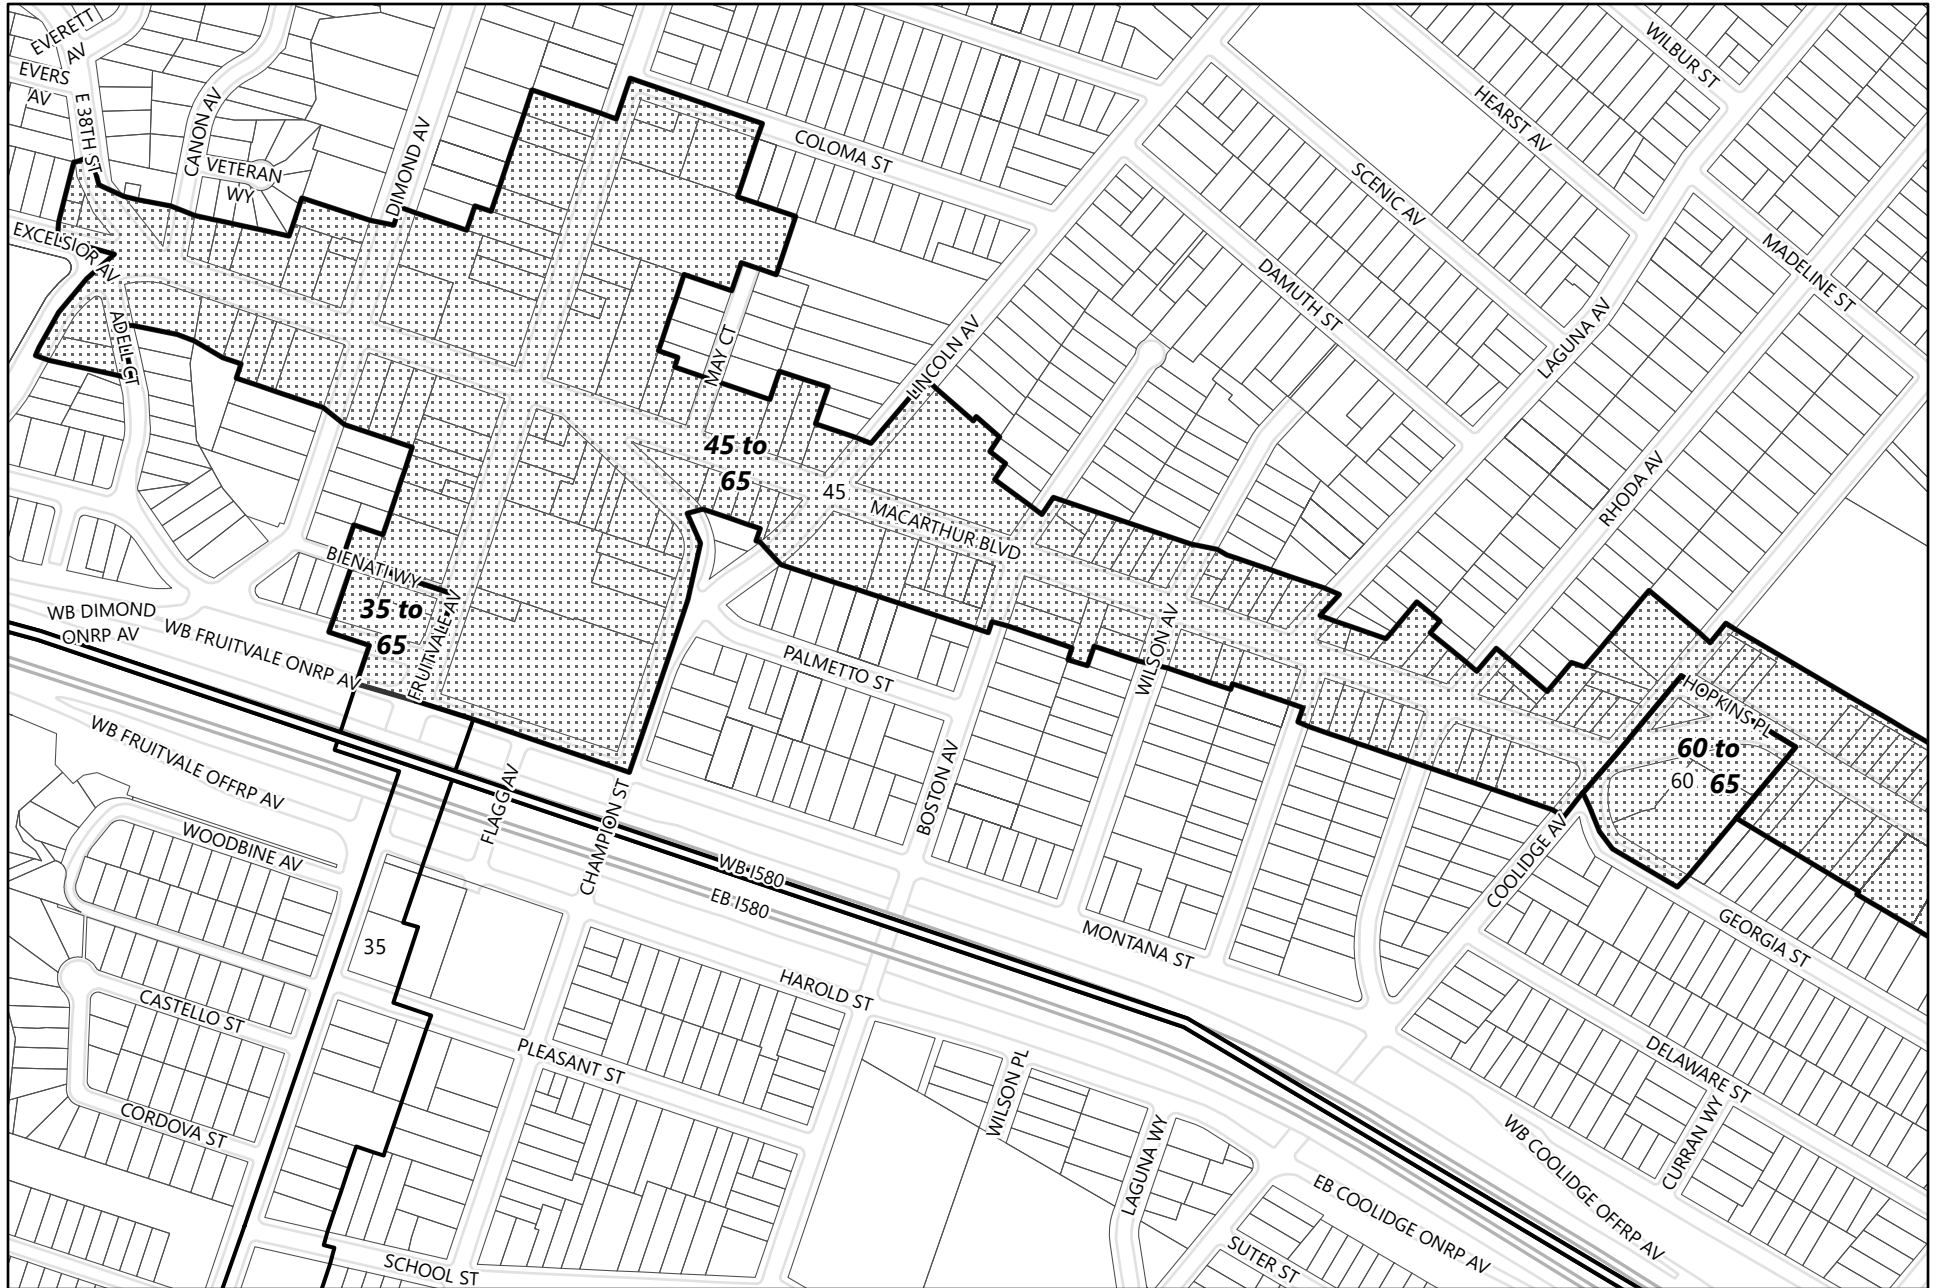 EVERETT
AV
EVERS
AV
E 38TH ST
CANON AV
VETERAN
WY
DIMOND AV
COLOMA ST
WILBUR ST
HEARST AV
SCENIC AV
MADELINE ST
DAMUTH ST
LAGUNA AV
EXCELSIOR AV
ADELL CT
MAY CT
LINCOLN AV
45 to
65
45
MACARTHUR BLVD
RHODA AV
BIENATI WY
35 to
65
FRUITVALE AV
WB DIMOND
ONRP AV
WB FRUITVALE ONRP AV
PALMETTO ST
WILSON AV
HOPKINS PL
60 to
65
60
WB FRUITVALE OFFRP AV
FLAGG AV
CHAMPION ST
BOSTON AV
COOLIDGE AV
WOODBINE AV
WB I580
EB I580
35
MONTANA ST
GEORGIA ST
HAROLD ST
CASTELLO ST
PLEASANT ST
WILSON PL
DELAWARE ST
CURRAN WY
CORDOVA ST
LAGUNA WY
WB COOLIDGE OFFRP AV
EB COOLIDGE ONRP AV
SUTER ST
SCHOOL ST